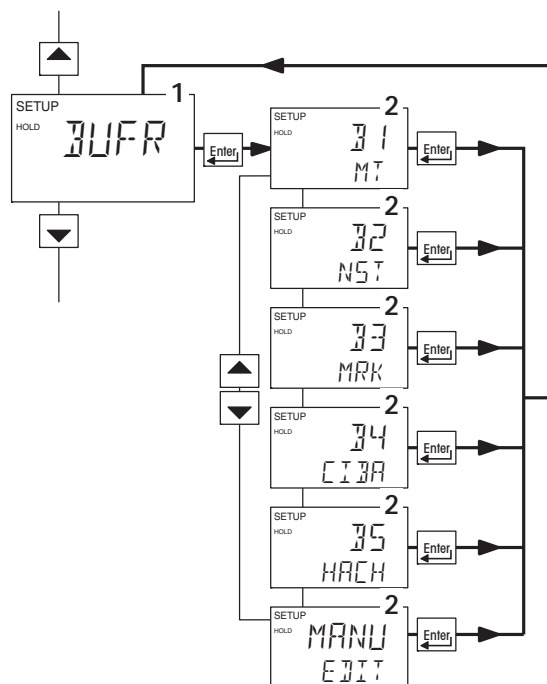 1
SETUP
HOLD
BUFR
Enter
2
SETUP
HOLD
B1
MT
Enter
2
SETUP
HOLD
B2
NST
Enter
2
SETUP
HOLD
B3
MRK
Enter
2
SETUP
HOLD
B4
CIBA
Enter
2
SETUP
HOLD
B5
HACH
Enter
2
SETUP
HOLD
MANU
EDIT
Enter